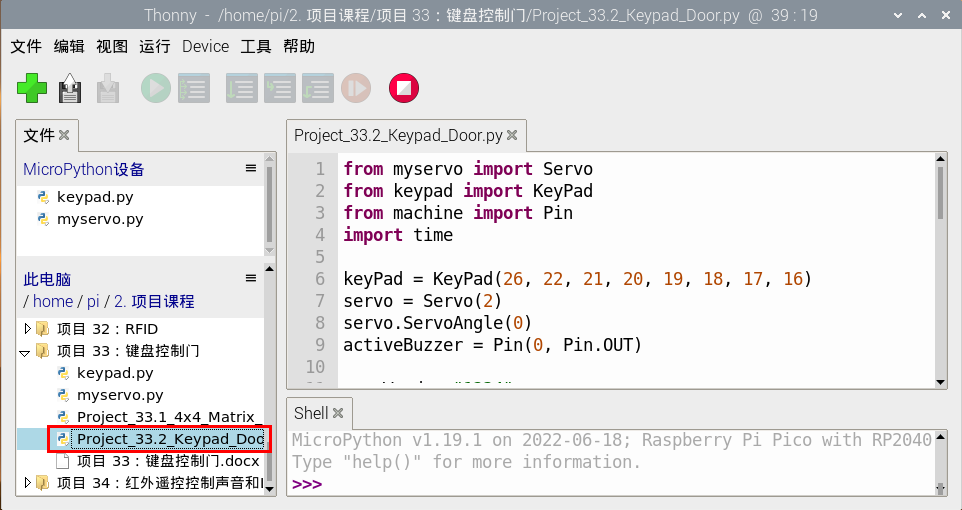 Thonny - /home/pi/2. 项目课程/项目 33：键盘控制门/Project_33.2_Keypad_Door.py @ 39 : 19
文件 编辑 视图 运行 Device 工具 帮助
文件
MicroPython设备
keypad.py
myservo.py
此电脑
/ home / pi / 2. 项目课程
项目 32：RFID
项目 33：键盘控制门
keypad.py
myservo.py
Project_33.1_4x4_Matrix_
Project_33.2_Keypad_Doo
项目 33：键盘控制门.docx
项目 34：红外遥控控制声音和
Project_33.2_Keypad_Door.py
1 from myservo import Servo
2 from keypad import KeyPad
3 from machine import Pin
4 import time
5
6 keyPad = KeyPad(26, 22, 21, 20, 19, 18, 17, 16)
7 servo = Servo(2)
8 servo.ServoAngle(0)
9 activeBuzzer = Pin(0, Pin.OUT)
10
Shell
MicroPython v1.19.1 on 2022-06-18; Raspberry Pi Pico with RP2040
Type "help()" for more information.
>>>